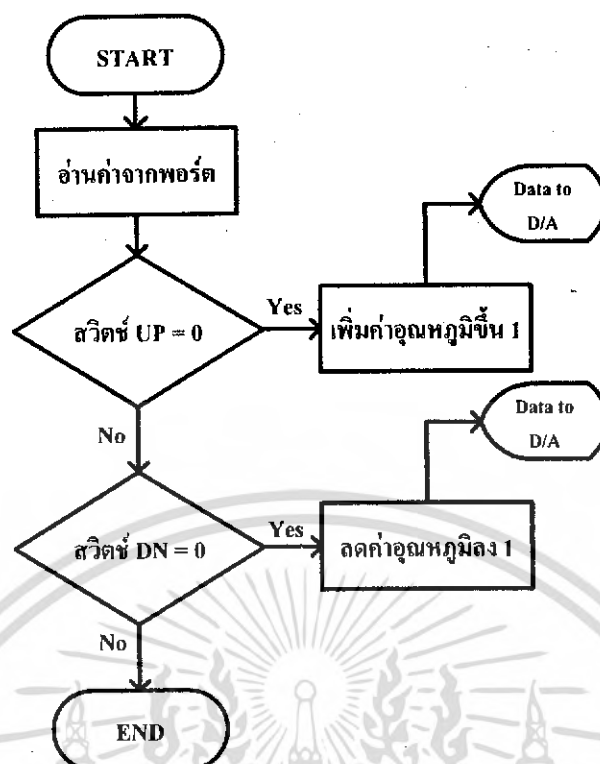 START
อ่านค่าจากพอร์ต
Data to
D/A
สวิตช์ UP = 0
Yes
เพิ่มค่าอุณหภูมิขึ้น 1
No
Data to
D/A
สวิตช์ DN = 0
Yes
ลดค่าอุณหภูมิลง 1
No
END